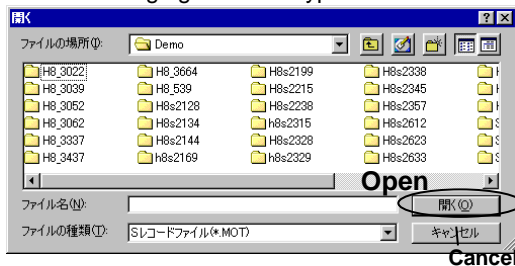 開く
ファイルの場所(I): Demo
H8_3022 H8_3664 H8s2199 H8s2338
H8_3039 H8_539 H8s2215 H8s2345
H8_3052 H8s2128 H8s2238 H8s2357
H8_3062 H8s2134 h8s2315 H8s2612
H8_3337 H8s2144 H8s2328 H8s2623
H8_3437 h8s2169 h8s2329 H8s2633
Open
ファイル名(N): 開く(O)
ファイルの種類(T): Sレコードファイル(*.MOT) キャンセル
Cancel